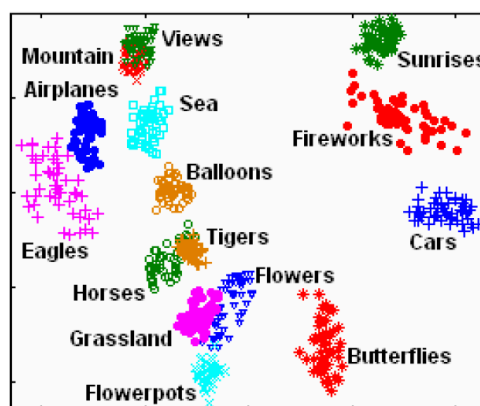 Views
Mountain
Sunrises
Airplanes
Sea
Fireworks
Balloons
Eagles
Tigers
Cars
Horses
Flowers
Grassland
Butterflies
Flowerpots